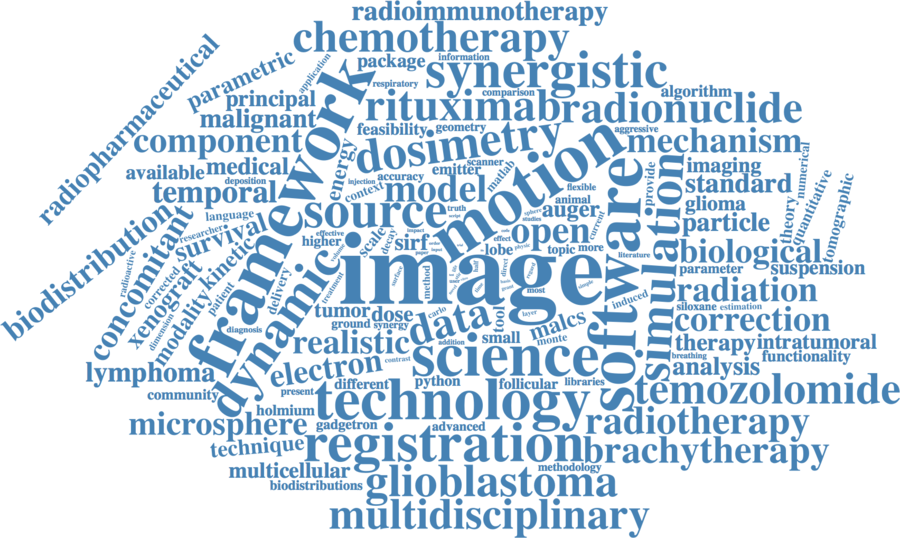 radioimmunotherapy
chemotherapy
information
package
synergistic
application
parametric
respiratory
radiopharmaceutical
principal
comparison
algorithm
rituximab
radionuclide
malignant
framework
feasibility
geometry
aggressive
component
dosimetry
motion
mechanism
energy
scanner
available
medical
emitter
matlab
imaging
numerical
deposition
injection
accuracy
flexible
provide
standard
quantitative
tomographic
temporal
context
model
animal
glioma
theory
biodistribution
language
source
truth
script
sphere
studies
auger
current
particle
concomitant
researchers
survival
impact
open
software
simulation
effective
higher
scale
decay
sirf
lobe
effect
topic
more
biological
literature
kinetic
parameter
suspension
radioactive
corrected
xenograft
delivery
dynamic
image
method
surface
direct
user
most
simple
induced
radiation
modality
patient
treatment
siloxane
estimation
dimension
tumor
dose
data
carlo
tool
layer
malcs
correction
diagnosis
ground
synergy
realistic
addition
science
small
monte
therapy
intratumoral
contrast
breathing
functionality
lymphoma
electron
analysis
different
python
follicular
libraries
community
present
technology
temozolomide
holmium
microsphere
gadgetron
advanced
radiotherapy
technique
registration
brachytherapy
multicellular
methodology
biodistributions
glioblastoma
multidisciplinary